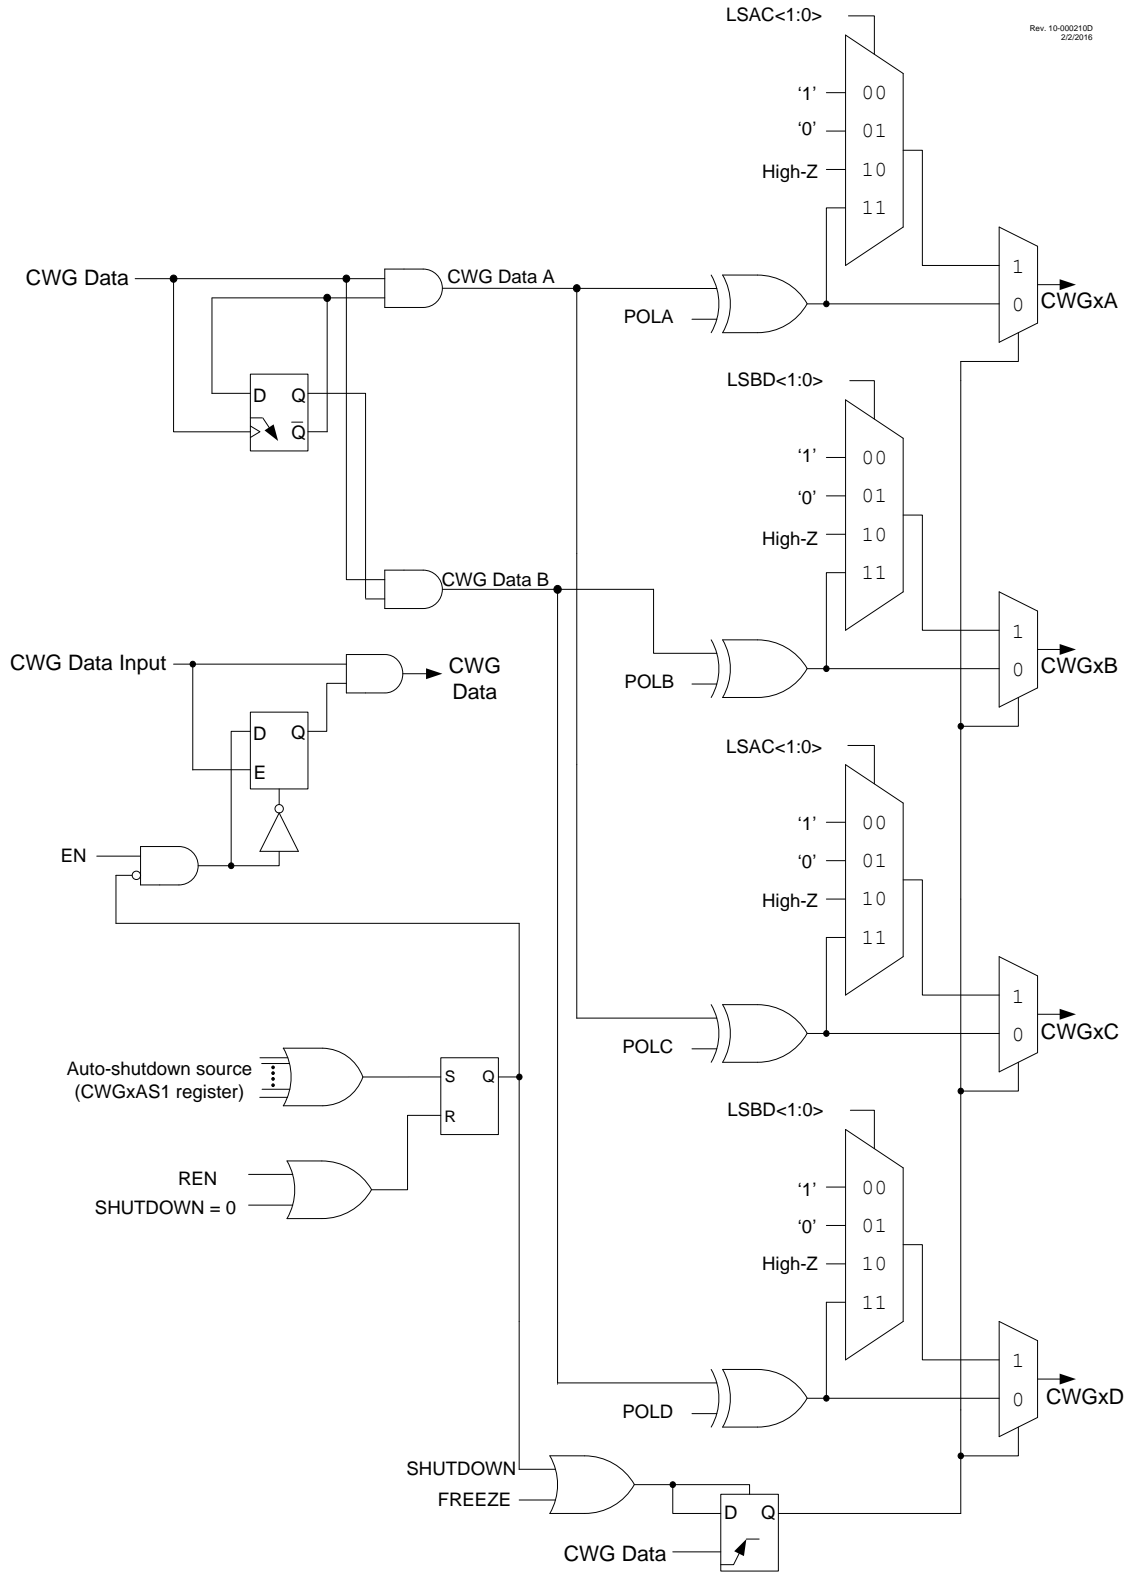 LSAC<1:0>
Rev. 10-000210D
2/2/2016
‘1’ 00
‘0’ 01
High-Z 10
11
CWG Data
CWG Data A
1
0
CWGxA
POLA
LSBD<1:0>
D Q
Q
‘1’ 00
‘0’ 01
High-Z 10
11
CWG Data B
1
0
CWGxB
POLB
CWG Data Input
CWG
Data
D Q
E
LSAC<1:0>
‘1’ 00
‘0’ 01
High-Z 10
11
EN
1
0
CWGxC
POLC
Auto-shutdown source
(CWGxAS1 register)
S Q
R
LSBD<1:0>
REN
SHUTDOWN = 0
‘1’ 00
‘0’ 01
High-Z 10
11
1
0
CWGxD
POLD
SHUTDOWN
FREEZE
D Q
CWG Data